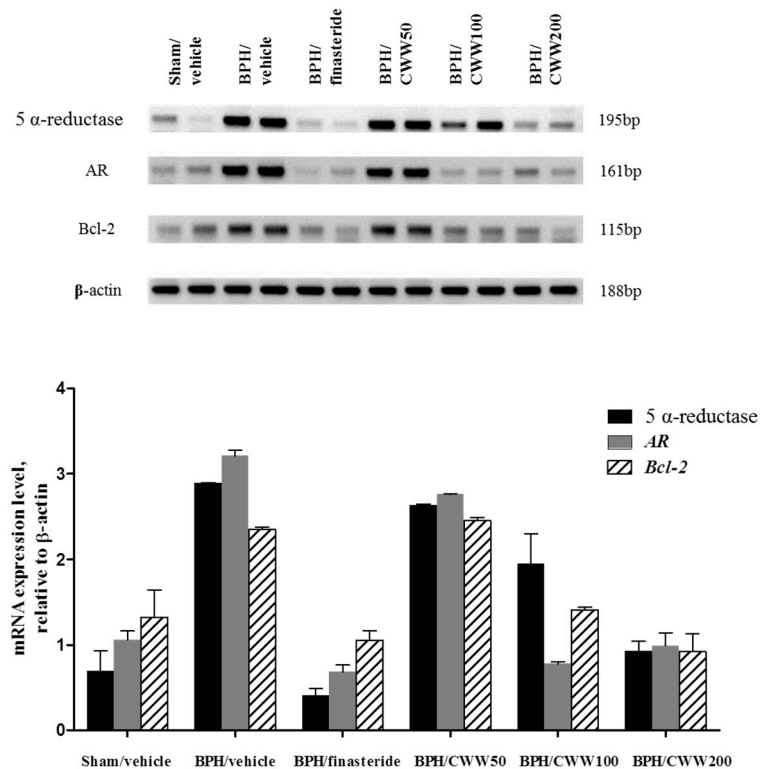 Sham/
vehicle
BPH/
vehicle
BPH/
finasteride
BPH/
CWW50
BPH/
CWW100
BPH/
CWW200
5 α-reductase
195bp
AR
161bp
Bcl-2
115bp
β-actin
188bp
mRNA expression level,
relative to β-actin
4
3
2
1
0
5 α-reductase
AR
Bcl-2
Sham/vehicle BPH/vehicle BPH/finasteride BPH/CWW50 BPH/CWW100 BPH/CWW200